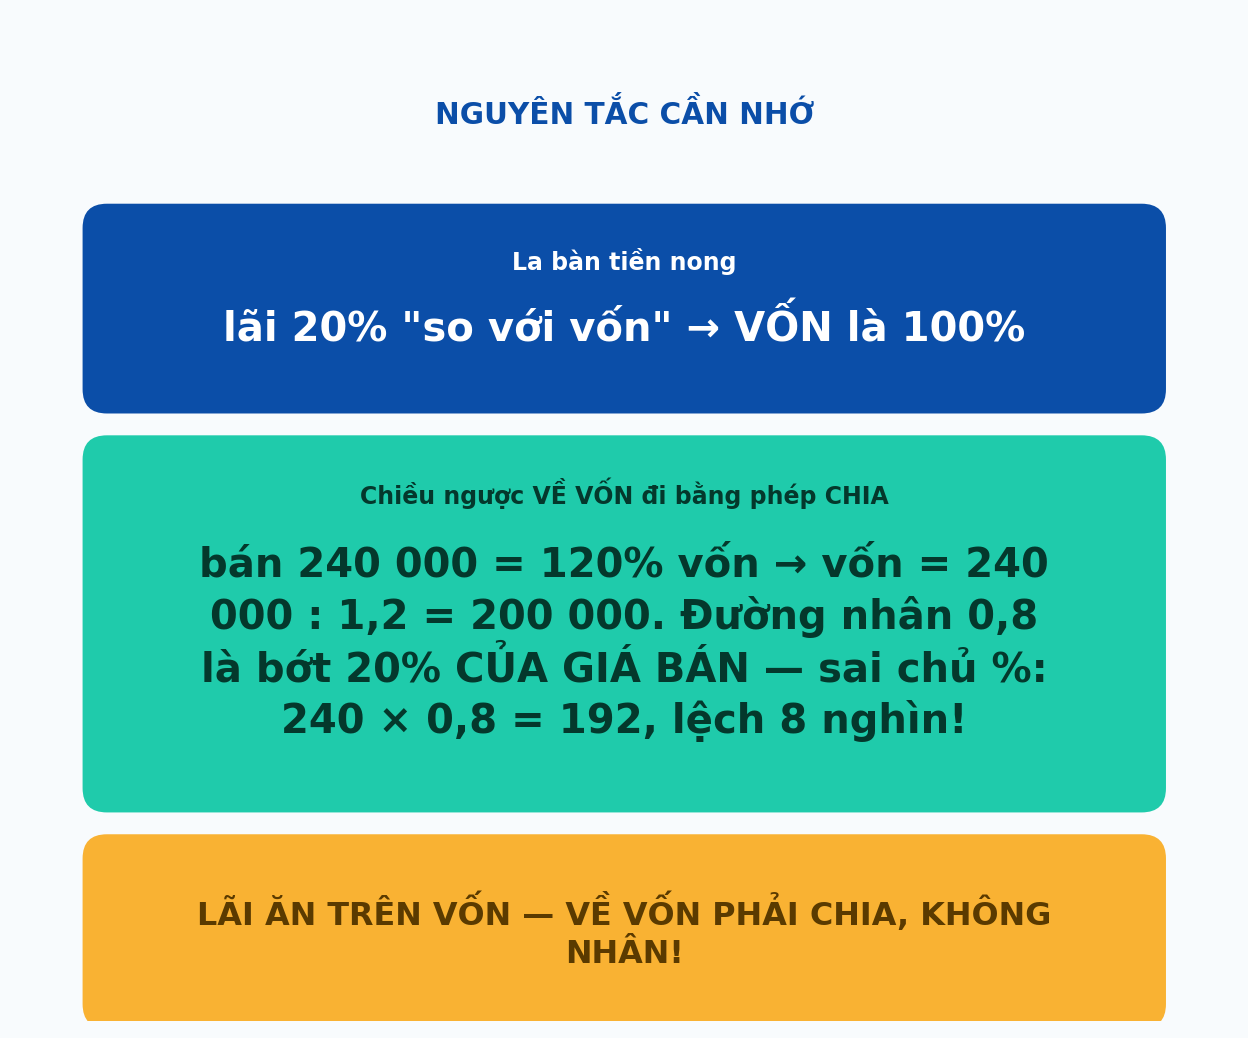 NGUYÊN TẮC CẦN NHỚ
La bàn tiền nong
lãi 20% "so với vốn" → VỐN là 100%
Chiều ngược VỀ VỐN đi bằng phép CHIA
bán 240 000 = 120% vốn → vốn = 240
000 : 1,2 = 200 000. Đường nhân 0,8
là bớt 20% CỦA GIÁ BÁN — sai chủ %:
240 × 0,8 = 192, lệch 8 nghìn!
LÃI ĂN TRÊN VỐN — VỀ VỐN PHẢI CHIA, KHÔNG
NHÂN!